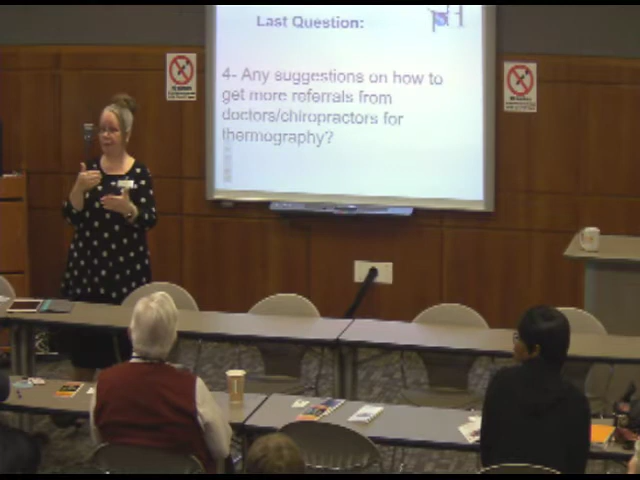 Last Question:
4- Any suggestions on how to
get more referrals from
doctors/chiropractors for
thermography?